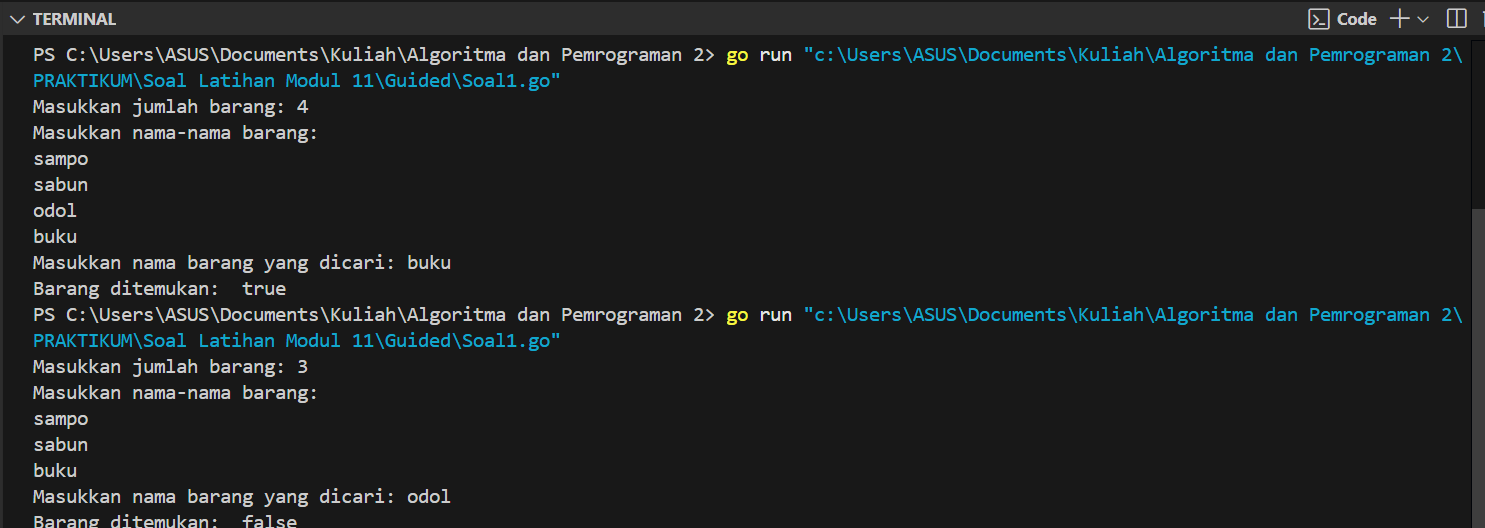 TERMINAL
Code
PS C:\Users\ASUS\Documents\Kuliah\Algoritma dan Pemrograman 2> go run "c:\Users\ASUS\Documents\Kuliah\Algoritma dan Pemrograman 2\
PRAKTIKUM\Soal Latihan Modul 11\Guided\Soal1.go"
Masukkan jumlah barang: 4
Masukkan nama-nama barang:
sampo
sabun
odol
buku
Masukkan nama barang yang dicari: buku
Barang ditemukan:  true
PS C:\Users\ASUS\Documents\Kuliah\Algoritma dan Pemrograman 2> go run "c:\Users\ASUS\Documents\Kuliah\Algoritma dan Pemrograman 2\
PRAKTIKUM\Soal Latihan Modul 11\Guided\Soal1.go"
Masukkan jumlah barang: 3
Masukkan nama-nama barang:
sampo
sabun
buku
Masukkan nama barang yang dicari: odol
Barang ditemukan:  false